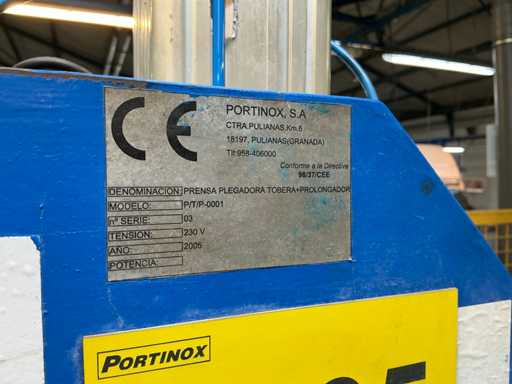 CE
PORTINOX, S.A
CTRA.PULIANAS,Km.6
18197, PULIANAS(GRANADA)
Tlf:958-406000
Conforme a la Directive
98/37/CEE
DENOMINACION: PRENSA PLEGADORA TOBERA+PROLONGADOR
MODELO: P/T/P-0001
nº SERIE: 03
TENSION: 230 V
AÑO: 2005
POTENCIA:
PORTINOX